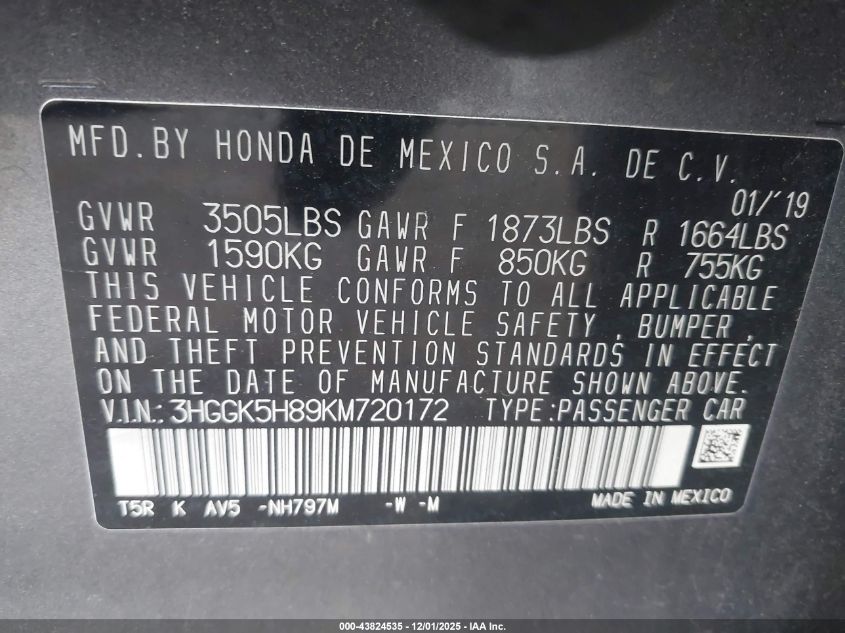 MFD.BY HONDA DE MEXICO S.A. DE C.V.
01/'19
GVWR 3505LBS GAWR F 1873LBS R 1664LBS
GVWR 1590KG GAWR F 850KG R 755KG
THIS VEHICLE CONFORMS TO ALL APPLICABLE
FEDERAL MOTOR VEHICLE SAFETY, BUMPER,
AND THEFT PREVENTION STANDARDS IN EFFECT
ON THE DATE OF MANUFACTURE SHOWN ABOVE.
V.I.N.: 3HGGK5H89KM720172 TYPE:PASSENGER CAR
T5R K AV5 -NH797M -W -M MADE IN MEXICO
000-43824535 - 12/01/2025 - IAA Inc.